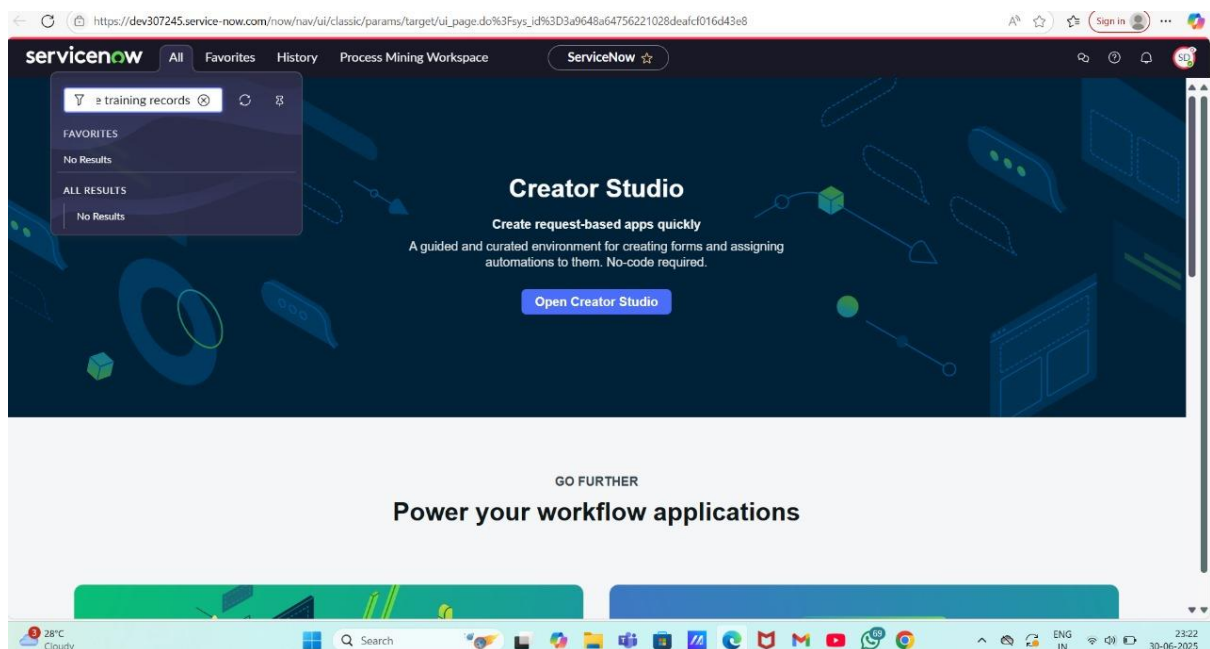 https://dev307245.service-now.com/now/nav/ui/classic/params/target/ui_page.do%3Fsys_id%3D3a9648a64756221028deafcf016d43e8
Sign in
servicenow All Favorites History Process Mining Workspace ServiceNow SD
training records
FAVORITES
No Results
ALL RESULTS
No Results
Creator Studio
Create request-based apps quickly
A guided and curated environment for creating forms and assigning
automations to them. No-code required.
Open Creator Studio
GO FURTHER
Power your workflow applications
3 28°C Search 69 ENG 23:22
Cloudy IN 30-06-2025